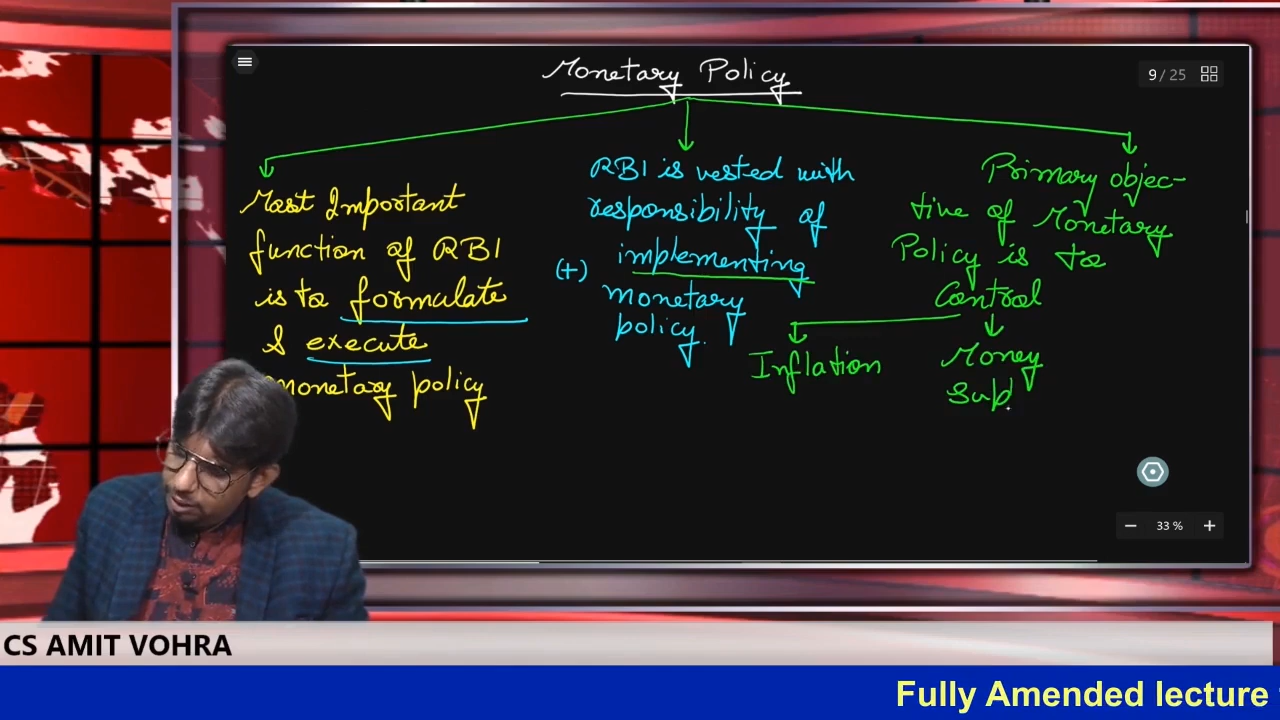 Monetary Policy
9 / 25
Most Important
function of RBI
is to formulate
& execute
monetary policy
(+)
RBI is vested with
responsibility of
implementing
monetary
policy.
Primary objec-
tive of Monetary
Policy is to
Control
Inflation
Money
Sup
33 %
CS AMIT VOHRA
Fully Amended lecture